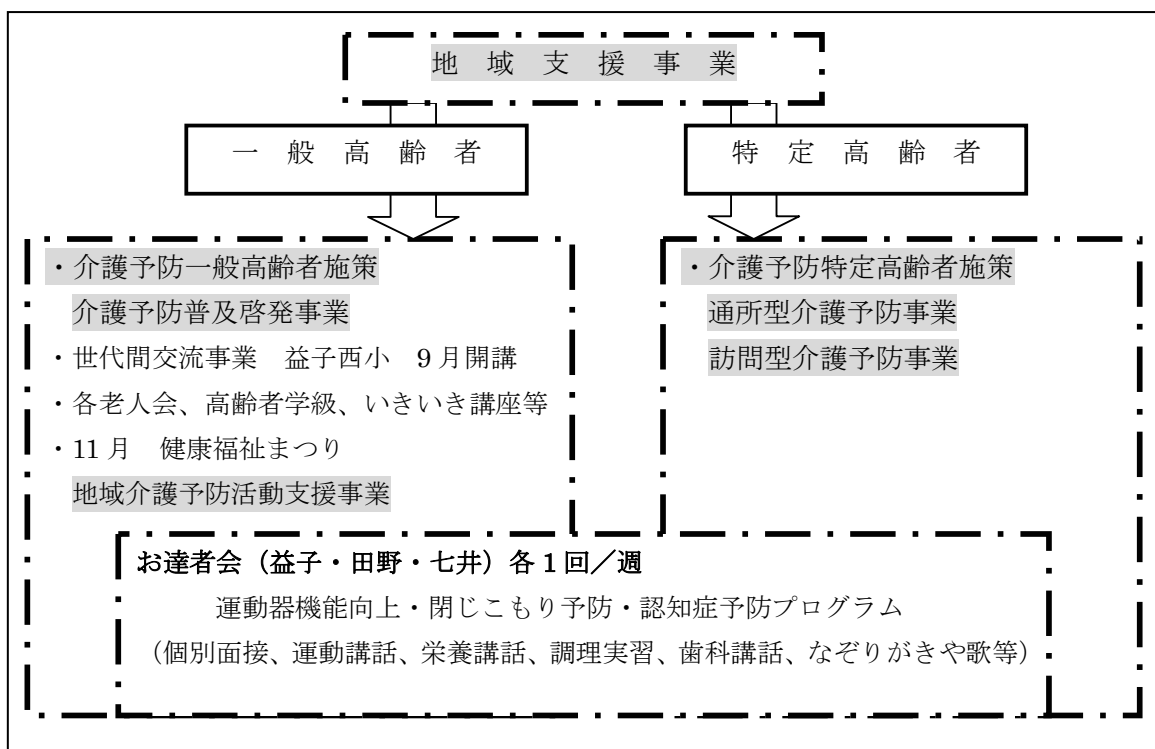 地 域 支 援 事 業
一 般 高 齢 者
特 定 高 齢 者
・介護予防一般高齢者施策
介護予防普及啓発事業
・世代間交流事業　益子西小　9月開講
・各老人会、高齢者学級、いきいき講座等
・11月　健康福祉まつり
地域介護予防活動支援事業
・介護予防特定高齢者施策
通所型介護予防事業
訪問型介護予防事業
お達者会（益子・田野・七井）各1回／週
運動器機能向上・閉じこもり予防・認知症予防プログラム
（個別面接、運動講話、栄養講話、調理実習、歯科講話、なぞりがきや歌等）